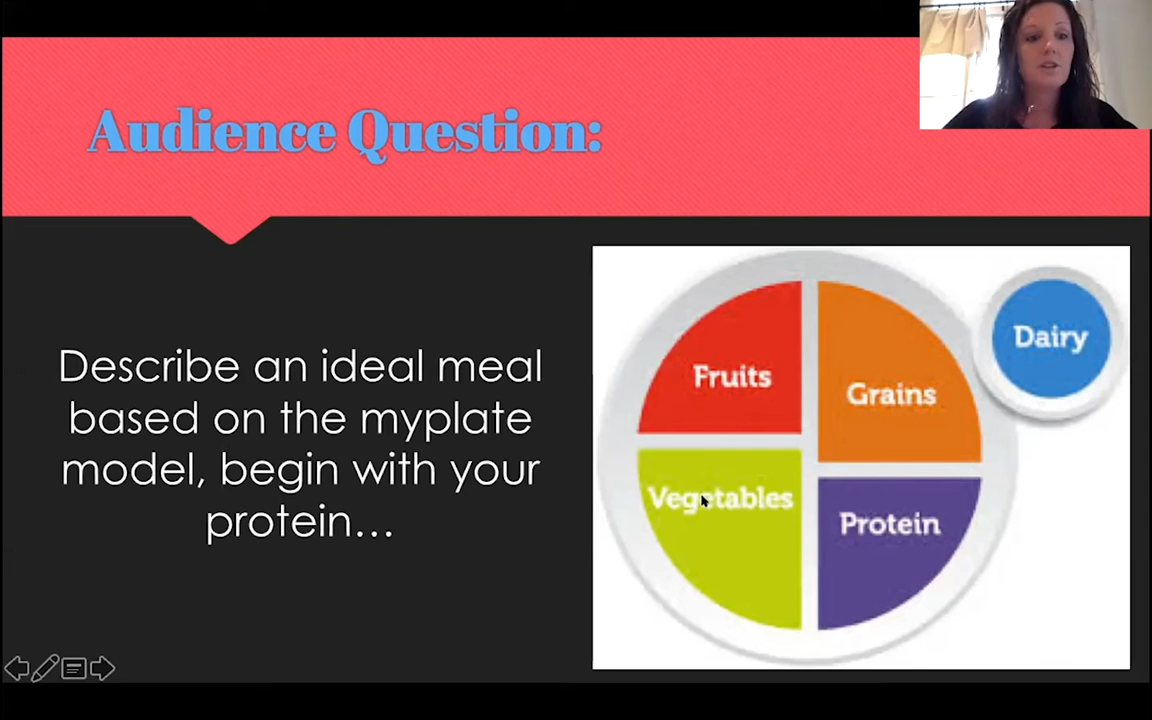 Audience Question:
Describe an ideal meal
based on the myplate
model, begin with your
protein...
Fruits
Grains
Dairy
Vegetables
Protein